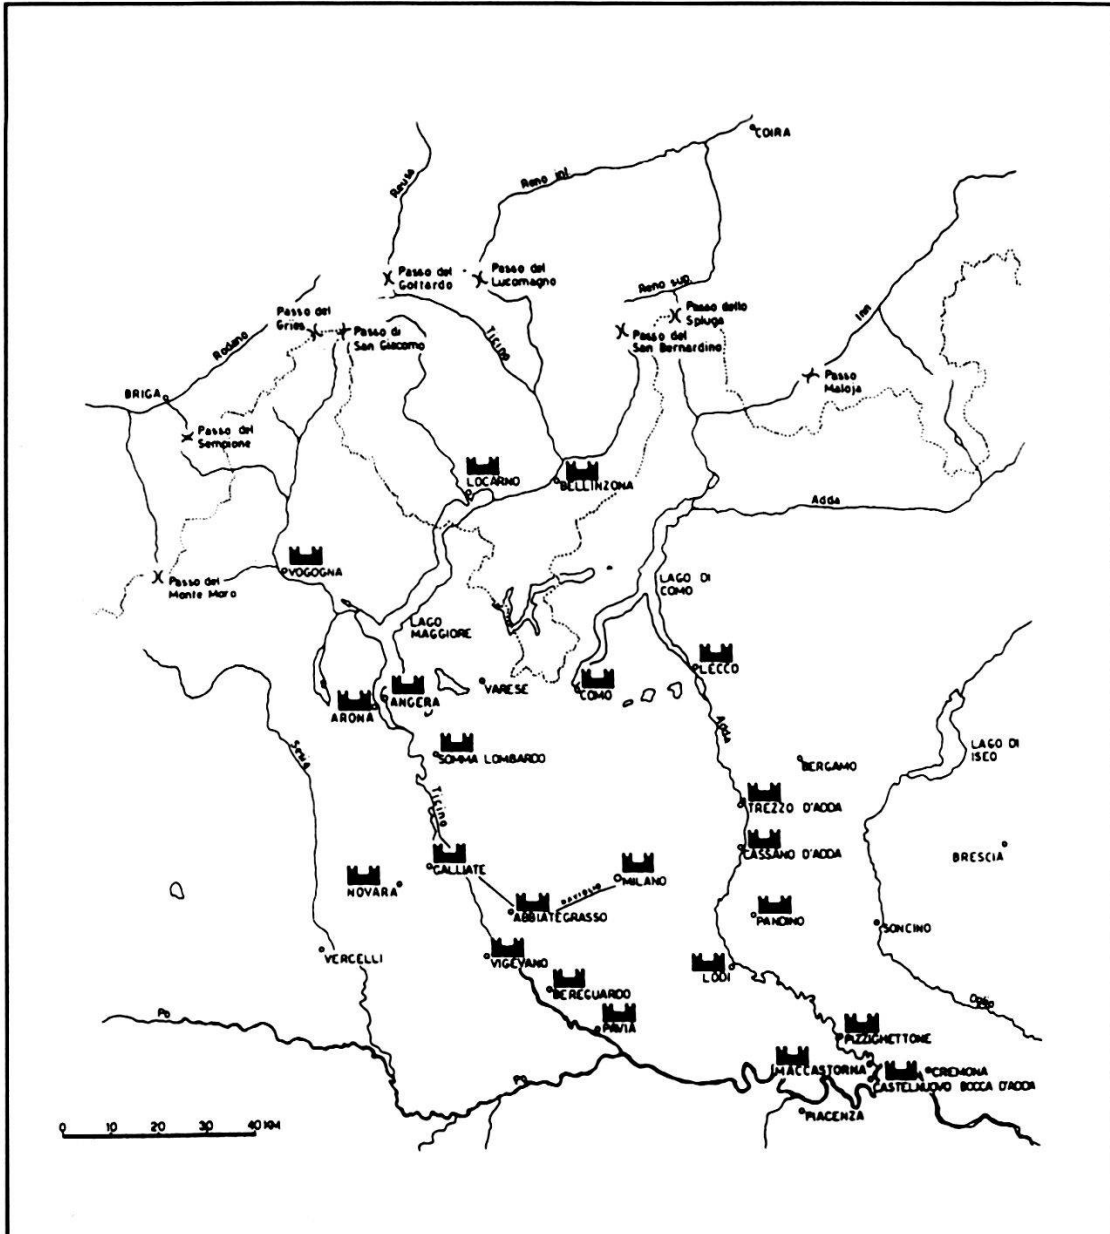 COIRA
Reuss
Reno inf.
Passo del
Gottardo
Passo del
Lucomagno
Reno sup.
Passo dello
Spluga
Passo del
Gries
Passo di
San Giacomo
Ticino
Passo del
San Bernardino
Inn
Rodano
Passo
Maloja
BRIGA
Passo del
Sempione
LOCARNO
BELLINZONA
Adda
VOGOGNA
Passo del
Monte Moro
LAGO DI
COMO
LAGO
MAGGIORE
LECCO
VARESE
COMO
ANGERA
ARONA
Adda
Sesia
SOMMA LOMBARDO
LAGO DI
ISEO
BERGAMO
Ticino
TREZZO D'ADDA
CASSANO D'ADDA
BRESCIA
GALLIATE
NOVARA
MILANO
NAVIGLIO
ABBIATEGRASSO
PANDINO
SONCINO
VERCELLI
VIGEVANO
LODI
BEREGUARDO
Oglio
Po
PAVIA
PIZZIGHETTONE
MACCASTORNA
CREMONA
Po
CASTELNUOVO BOCCA D'ADDA
PIACENZA
0 20 30 40 KM